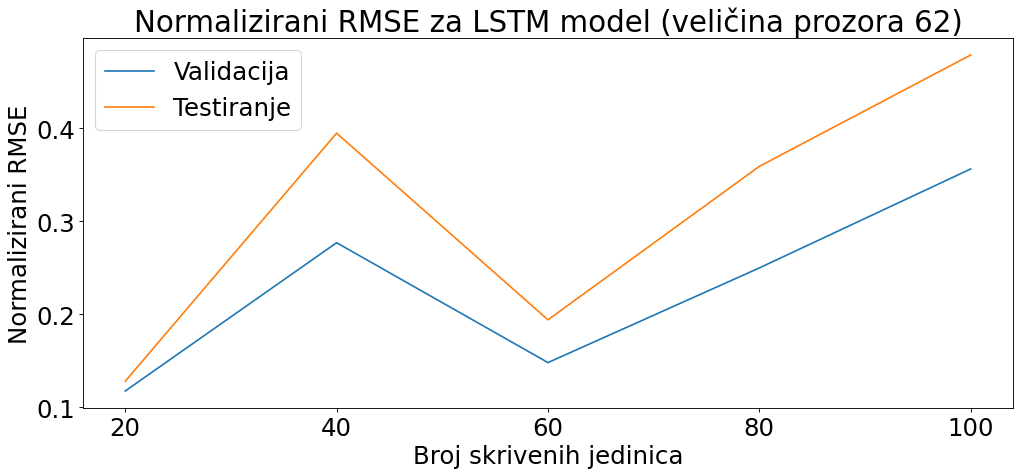 Normalizirani RMSE za LSTM model (veličina prozora 62)
Validacija
Testiranje
Normalizirani RMSE
0.4
0.3
0.2
0.1
20 40 60 80 100
Broj skrivenih jedinica